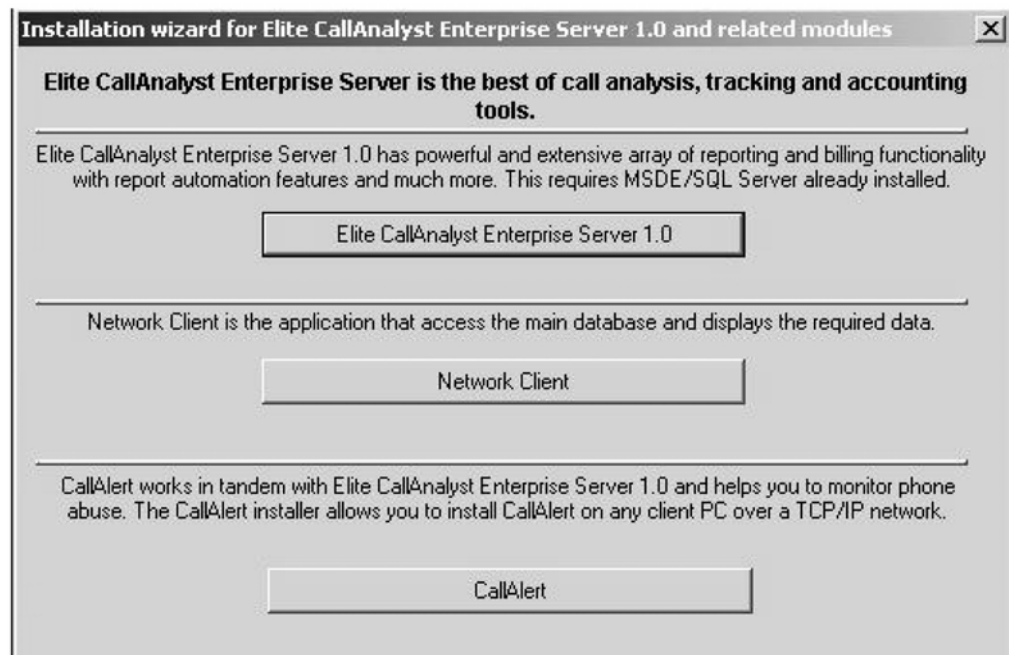 Installation wizard for Elite CallAnalyst Enterprise Server 1.0 and related modules
Elite CallAnalyst Enterprise Server is the best of call analysis, tracking and accounting
tools.
Elite CallAnalyst Enterprise Server 1.0 has powerful and extensive array of reporting and billing functionality
with report automation features and much more. This requires MSDE/SQL Server already installed.
Elite CallAnalyst Enterprise Server 1.0
Network Client is the application that access the main database and displays the required data.
Network Client
CallAlert works in tandem with Elite CallAnalyst Enterprise Server 1.0 and helps you to monitor phone
abuse. The CallAlert installer allows you to install CallAlert on any client PC over a TCP/IP network.
CallAlert